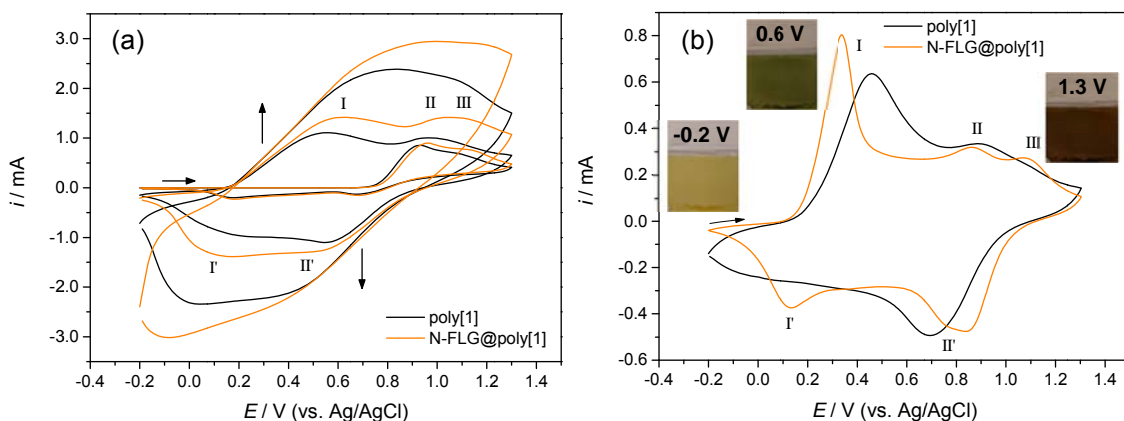 (a)
3.0
2.0
1.0
0.0
-1.0
-2.0
-3.0
i / mA
I
II
III
I'
II'
poly[1]
N-FLG@poly[1]
-0.4 -0.2 0.0 0.2 0.4 0.6 0.8 1.0 1.2 1.4
E / V (vs. Ag/AgCl)
(b)
0.8
0.6
0.4
0.2
0.0
-0.2
-0.4
-0.6
i / mA
poly[1]
N-FLG@poly[1]
0.6 V
I
1.3 V
-0.2 V
II
III
I'
II'
-0.4 -0.2 0.0 0.2 0.4 0.6 0.8 1.0 1.2 1.4
E / V (vs. Ag/AgCl)